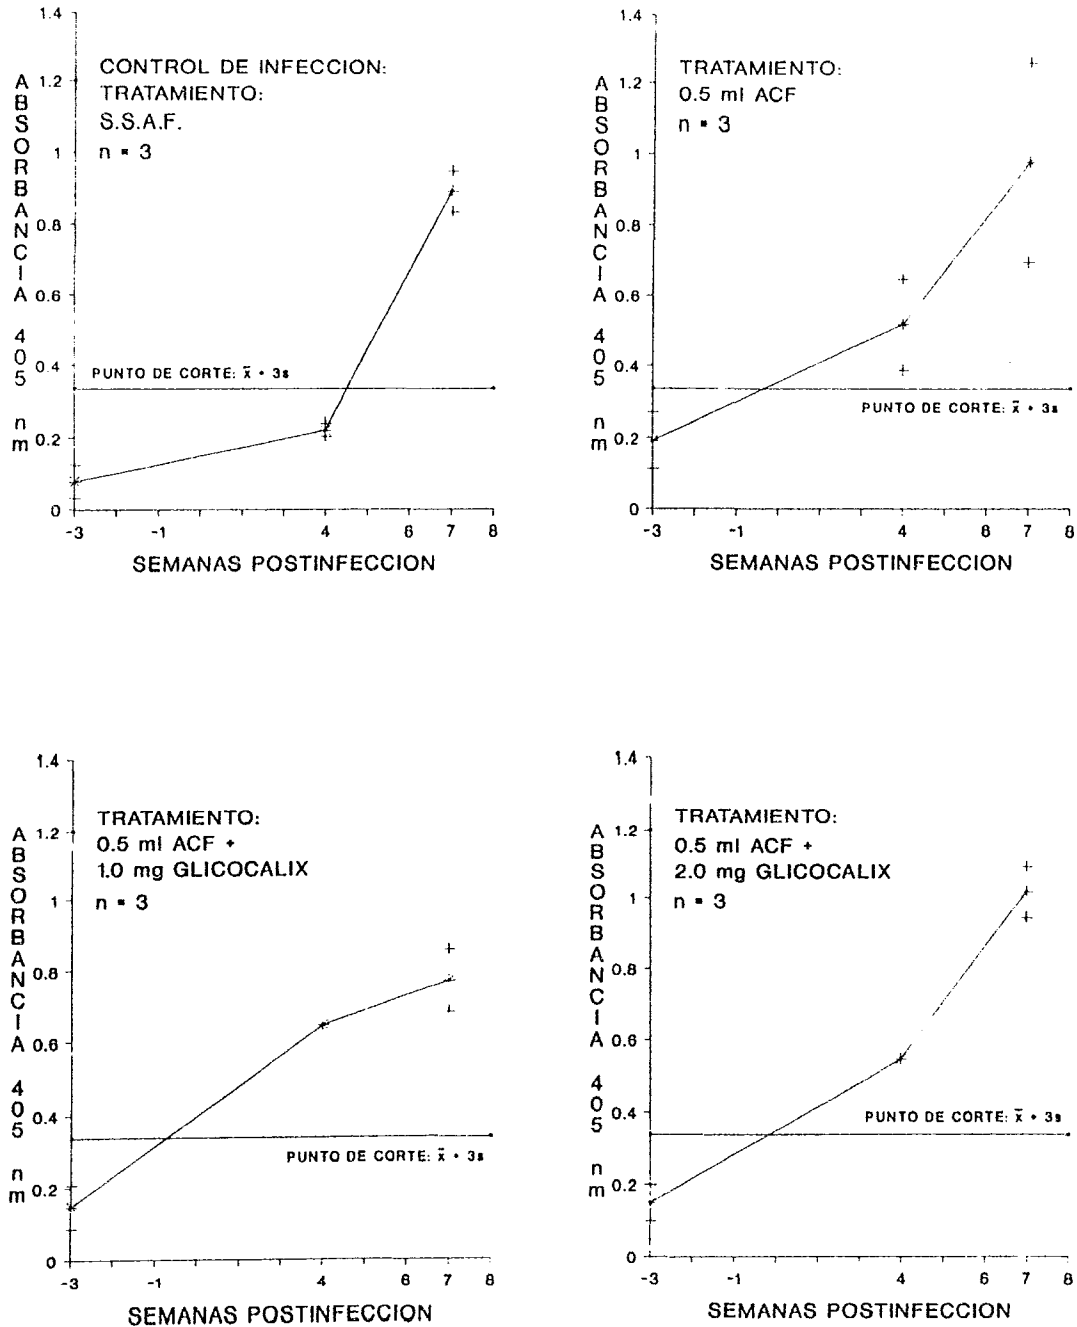 1.4
1.2
1
0.8
0.6
0.4
0.2
0
ABSORBANCIA 405 nm
CONTROL DE INFECCION:
TRATAMIENTO:
S.S.A.F.
n = 3
PUNTO DE CORTE: x̄ + 3s
-3 -1 4 6 7 8
SEMANAS POSTINFECCION
1.4
1.2
1
0.8
0.6
0.4
0.2
0
ABSORBANCIA 405 nm
TRATAMIENTO:
0.5 ml ACF
n = 3
PUNTO DE CORTE: x̄ + 3s
-3 -1 4 6 7 8
SEMANAS POSTINFECCION
1.4
1.2
1
0.8
0.6
0.4
0.2
0
ABSORBANCIA 405 nm
TRATAMIENTO:
0.5 ml ACF +
1.0 mg GLICOCALIX
n = 3
PUNTO DE CORTE: x̄ + 3s
-3 -1 4 6 7 8
SEMANAS POSTINFECCION
1.4
1.2
1
0.8
0.6
0.4
0.2
0
ABSORBANCIA 405 nm
TRATAMIENTO:
0.5 ml ACF +
2.0 mg GLICOCALIX
n = 3
PUNTO DE CORTE: x̄ + 3s
-3 -1 4 6 7 8
SEMANAS POSTINFECCION